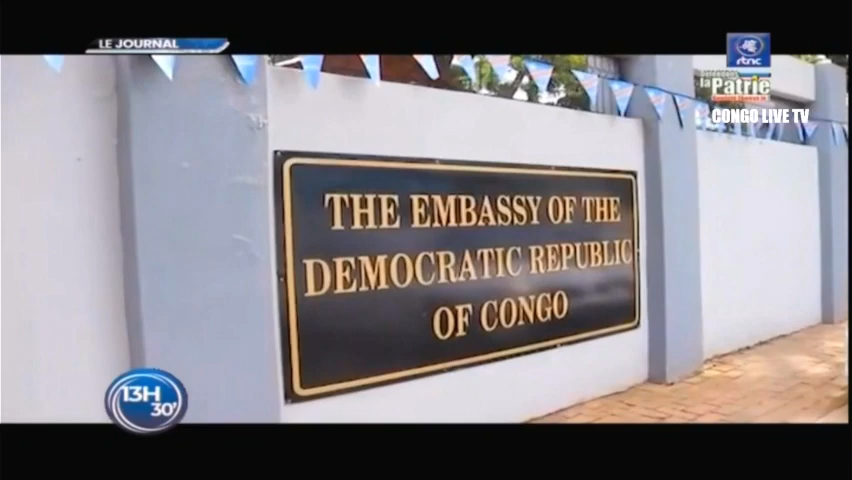 LE JOURNAL
rtnc
la Patrie
CONGO LIVE TV
THE EMBASSY OF THE
DEMOCRATIC REPUBLIC
OF CONGO
13H
30'